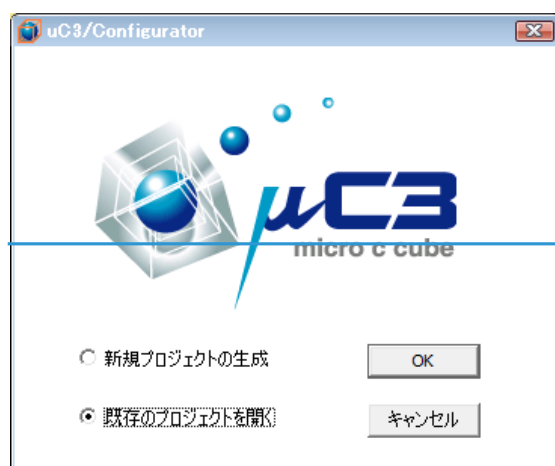 uC3/Configurator
μC3
micro c cube
新規プロジェクトの生成
OK
既存のプロジェクトを開く
キャンセル